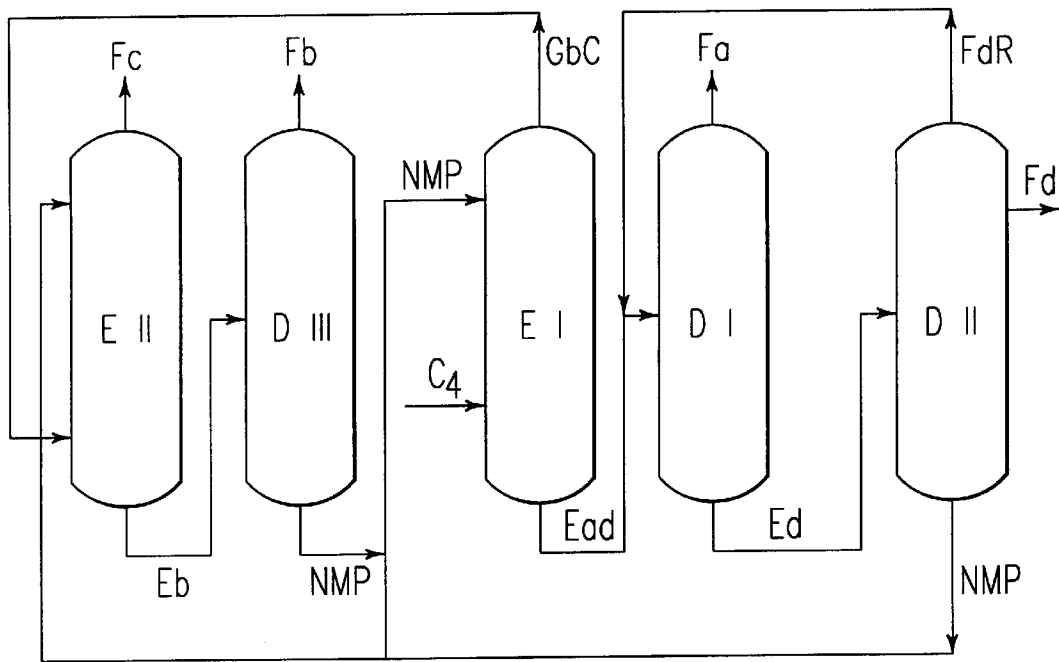 GbC
FdR
Fc
Fb
Fa
NMP
Fd
E II
D III
E I
D I
D II
C4
Ead
Ed
Eb
NMP
NMP